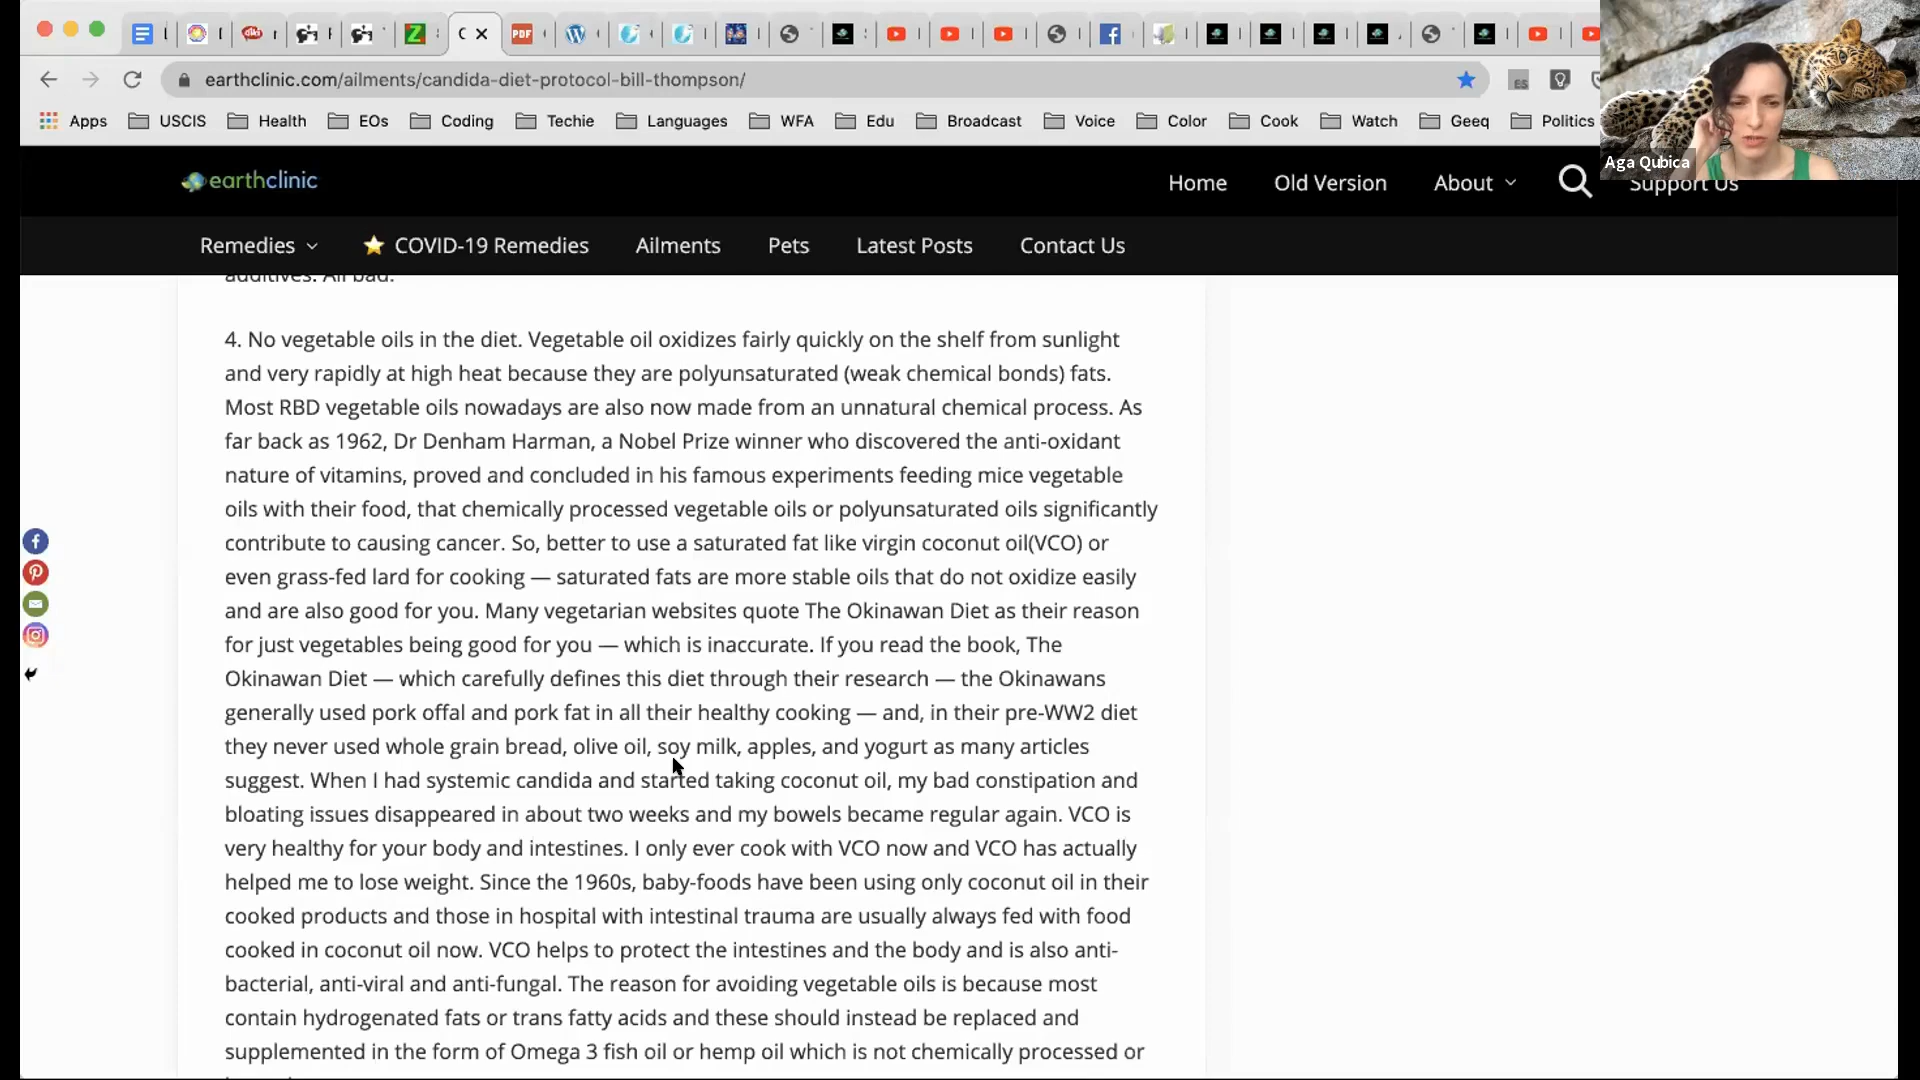 earthclinic.com/ailments/candida-diet-protocol-bill-thompson/
Apps USCIS Health EOs Coding Techie Languages WFA Edu Broadcast Voice Color Cook Watch Geeq Politics
Aga Qubica
earthclinic
Home Old Version About Support Us
Remedies COVID-19 Remedies Ailments Pets Latest Posts Contact Us
additives. All bad.
4. No vegetable oils in the diet. Vegetable oil oxidizes fairly quickly on the shelf from sunlight
and very rapidly at high heat because they are polyunsaturated (weak chemical bonds) fats.
Most RBD vegetable oils nowadays are also now made from an unnatural chemical process. As
far back as 1962, Dr Denham Harman, a Nobel Prize winner who discovered the anti-oxidant
nature of vitamins, proved and concluded in his famous experiments feeding mice vegetable
oils with their food, that chemically processed vegetable oils or polyunsaturated oils significantly
contribute to causing cancer. So, better to use a saturated fat like virgin coconut oil(VCO) or
even grass-fed lard for cooking — saturated fats are more stable oils that do not oxidize easily
and are also good for you. Many vegetarian websites quote The Okinawan Diet as their reason
for just vegetables being good for you — which is inaccurate. If you read the book, The
Okinawan Diet — which carefully defines this diet through their research — the Okinawans
generally used pork offal and pork fat in all their healthy cooking — and, in their pre-WW2 diet
they never used whole grain bread, olive oil, soy milk, apples, and yogurt as many articles
suggest. When I had systemic candida and started taking coconut oil, my bad constipation and
bloating issues disappeared in about two weeks and my bowels became regular again. VCO is
very healthy for your body and intestines. I only ever cook with VCO now and VCO has actually
helped me to lose weight. Since the 1960s, baby-foods have been using only coconut oil in their
cooked products and those in hospital with intestinal trauma are usually always fed with food
cooked in coconut oil now. VCO helps to protect the intestines and the body and is also anti-
bacterial, anti-viral and anti-fungal. The reason for avoiding vegetable oils is because most
contain hydrogenated fats or trans fatty acids and these should instead be replaced and
supplemented in the form of Omega 3 fish oil or hemp oil which is not chemically processed or